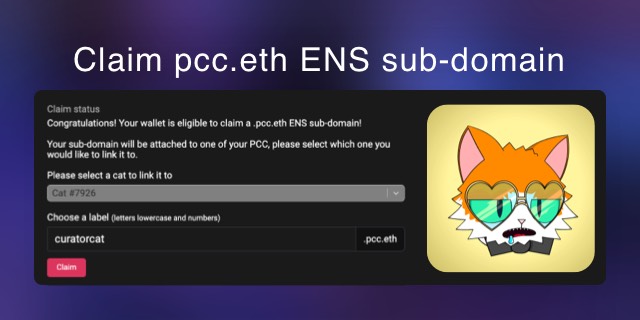 Claim pcc.eth ENS sub-domain
Claim status
Congratulations! Your wallet is eligible to claim a .pcc.eth ENS sub-domain!
Your sub-domain will be attached to one of your PCC, please select which one you
would like to link it to.
Please select a cat to link it to
Cat #7926
Choose a label (letters lowercase and numbers)
curatorcat
.pcc.eth
Claim